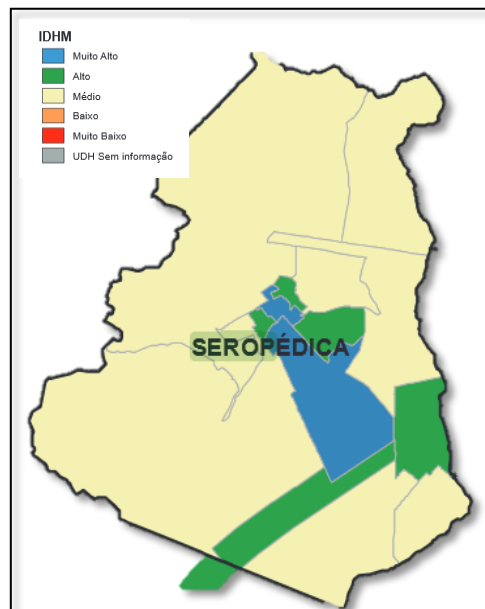 IDHM
Muito Alto
Alto
Médio
Baixo
Muito Baixo
UDH Sem informação
SEROPÉDICA